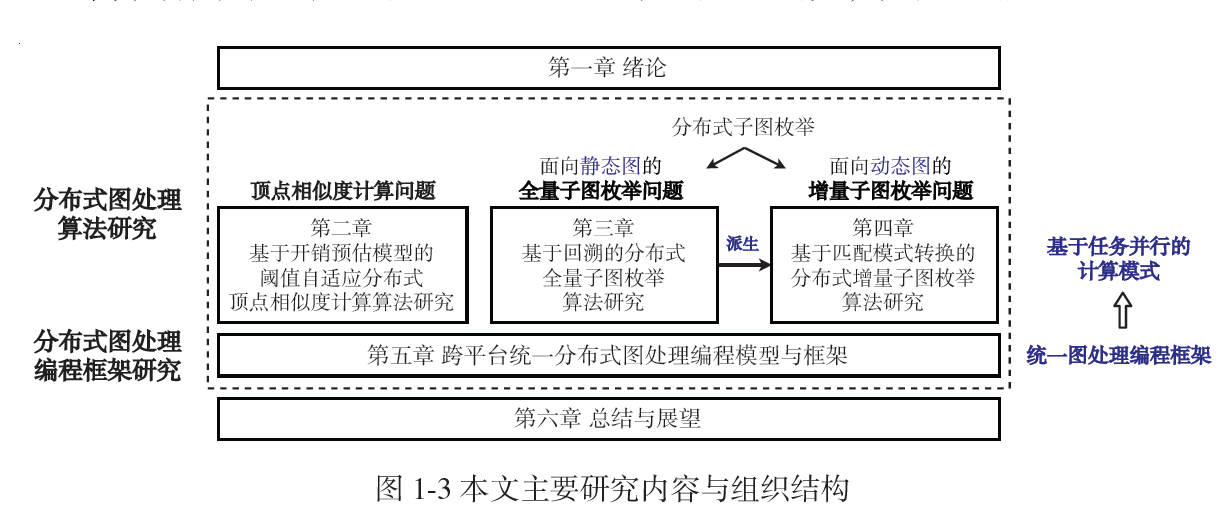 第一章 绪论
分布式子图枚举
分布式图处理
算法研究
顶点相似度计算问题
第二章
基于开销预估模型的
阈值自适应分布式
顶点相似度计算算法研究
面向静态图的
全量子图枚举问题
第三章
基于回溯的分布式
全量子图枚举
算法研究
派生
面向动态图的
增量子图枚举问题
第四章
基于匹配模式转换的
分布式增量子图枚举
算法研究
基于任务并行的
计算模式
分布式图处理
编程框架研究
第五章 跨平台统一分布式图处理编程模型与框架
统一图处理编程框架
第六章 总结与展望
图 1-3 本文主要研究内容与组织结构